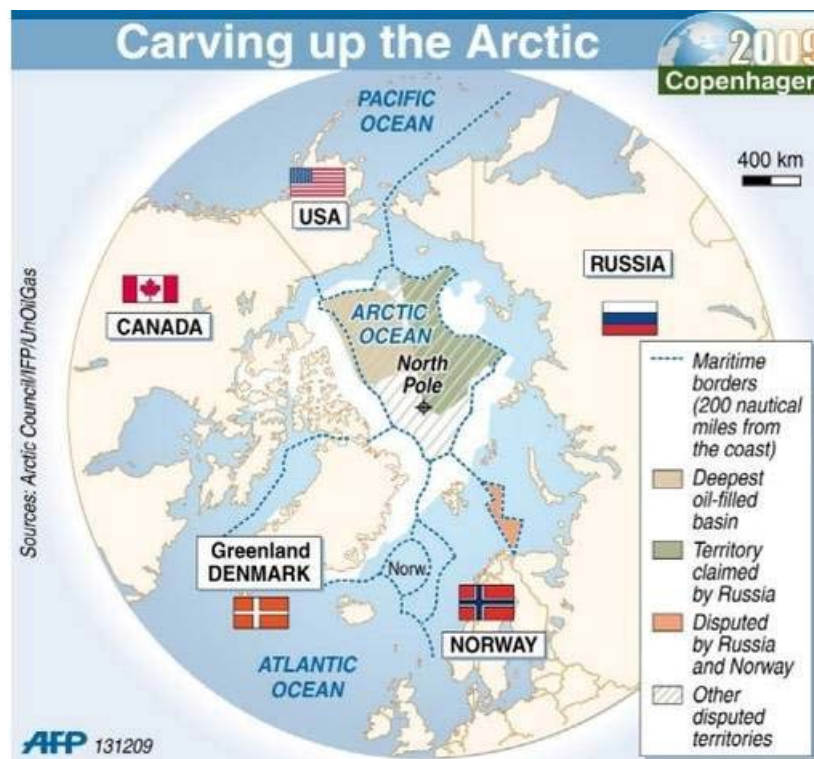 Carving up the Arctic
2009
Copenhagen
PACIFIC
OCEAN
400 km
USA
RUSSIA
CANADA
ARCTIC
OCEAN
North
Pole
Sources: Arctic Council/IFP/UnOilGas
Maritime
borders
(200 nautical
miles from
the coast)
Deepest
oil-filled
basin
Territory
claimed
by Russia
Disputed
by Russia
and Norway
Other
disputed
territories
Greenland
DENMARK
Norw.
NORWAY
ATLANTIC
OCEAN
AFP 131209